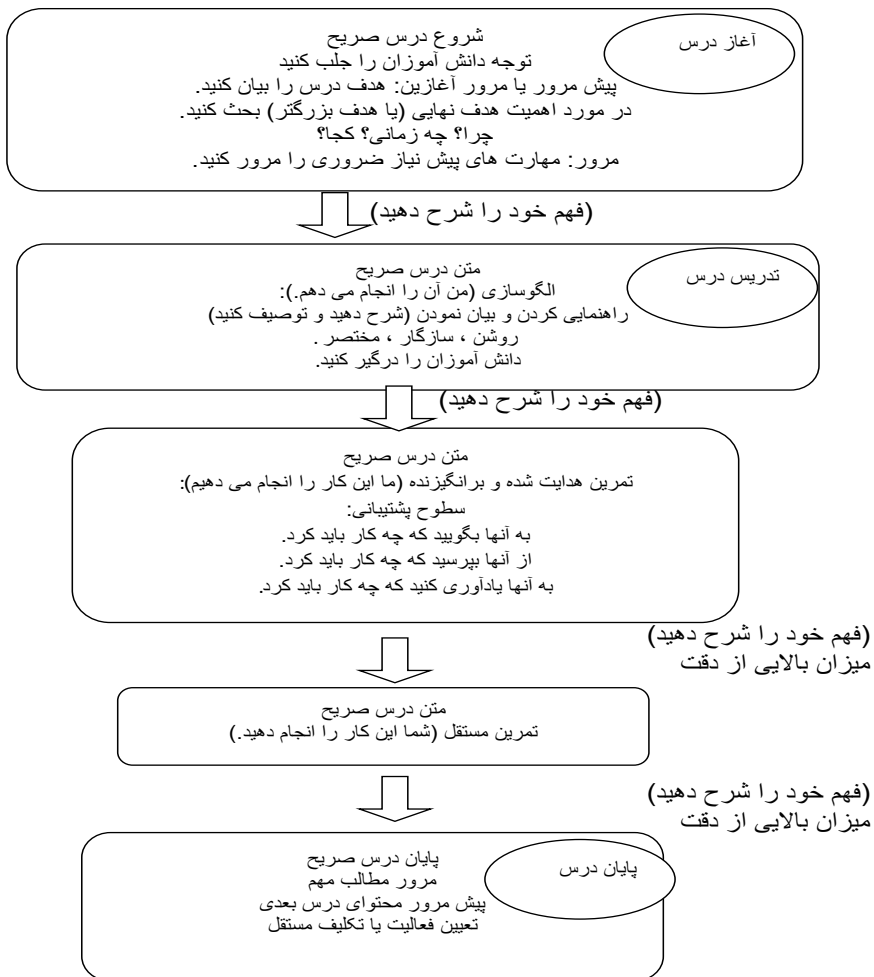 آغاز درس
شروع درس صریح
توجه دانش آموزان را جلب کنید
پیش مرور یا مرور آغازین: هدف درس را بیان کنید.
در مورد اهمیت هدف نهایی (یا هدف بزرگتر) بحث کنید.
چرا؟ چه زمانی؟ کجا؟
مرور: مهارت های پیش نیاز ضروری را مرور کنید.
(فهم خود را شرح دهید)
تدریس درس
متن درس صریح
الگوسازی (من آن را انجام می دهم.):
راهنمایی کردن و بیان نمودن (شرح دهید و توصیف کنید)
روشن ، سازگار ، مختصر .
دانش آموزان را درگیر کنید.
(فهم خود را شرح دهید)
متن درس صریح
تمرین هدایت شده و برانگیزنده (ما این کار را انجام می دهیم):
سطوح پشتیبانی:
به آنها بگویید که چه کار باید کرد.
از آنها بپرسید که چه کار باید کرد.
به آنها یادآوری کنید که چه کار باید کرد.
(فهم خود را شرح دهید)
میزان بالایی از دقت
متن درس صریح
تمرین مستقل (شما این کار را انجام دهید.)
(فهم خود را شرح دهید)
میزان بالایی از دقت
پایان درس
پایان درس صریح
مرور مطالب مهم
پیش مرور محتوای درس بعدی
تعیین فعالیت یا تکلیف مستقل